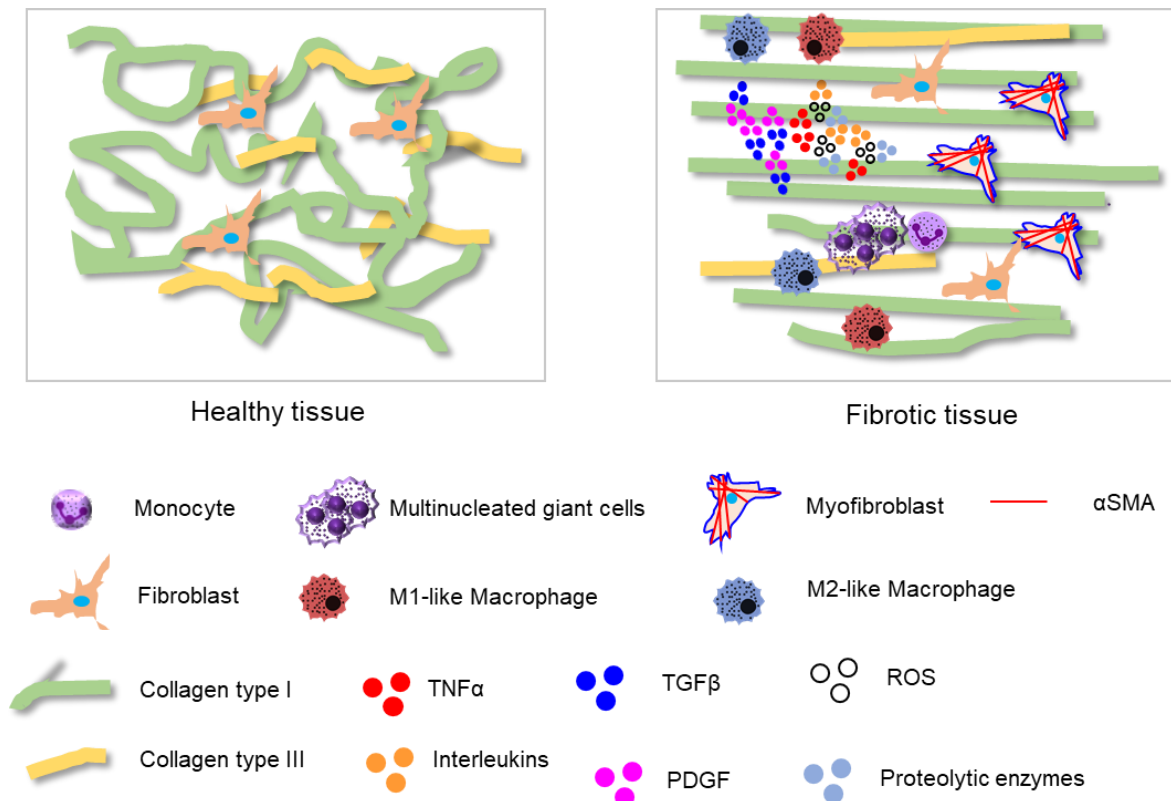 Healthy tissue
Fibrotic tissue
Monocyte
Multinucleated giant cells
Myofibroblast
αSMA
Fibroblast
M1-like Macrophage
M2-like Macrophage
Collagen type I
TNFα
TGFβ
ROS
Collagen type III
Interleukins
PDGF
Proteolytic enzymes